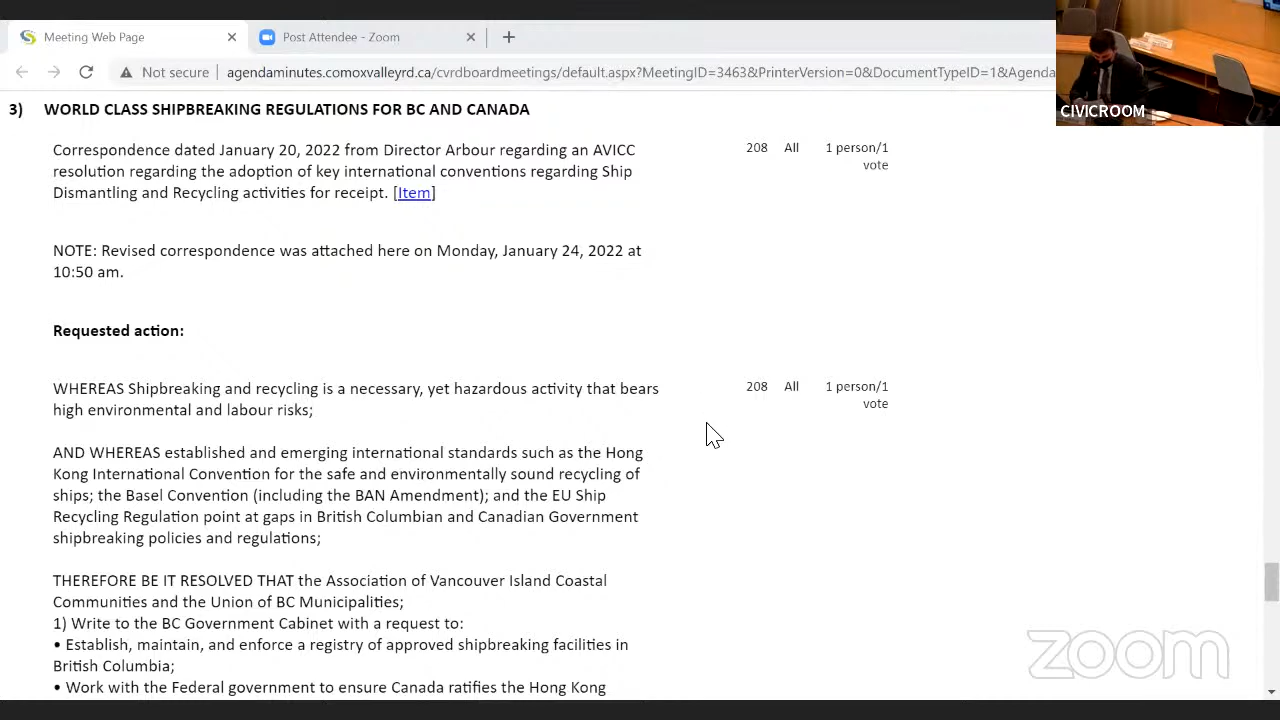 Meeting Web Page
Post Attendee - Zoom
Not secure
agendaminutes.comoxvalleyrd.ca/cvrdboardmeetings/default.aspx?MeetingID=3463&PrinterVersion=0&DocumentTypeID=1&Agenda
CIVICROOM
3) WORLD CLASS SHIPBREAKING REGULATIONS FOR BC AND CANADA
Correspondence dated January 20, 2022 from Director Arbour regarding an AVICC
resolution regarding the adoption of key international conventions regarding Ship
Dismantling and Recycling activities for receipt. [Item]
208 All 1 person/1
vote
NOTE: Revised correspondence was attached here on Monday, January 24, 2022 at
10:50 am.
Requested action:
WHEREAS Shipbreaking and recycling is a necessary, yet hazardous activity that bears
high environmental and labour risks;
208 All 1 person/1
vote
AND WHEREAS established and emerging international standards such as the Hong
Kong International Convention for the safe and environmentally sound recycling of
ships; the Basel Convention (including the BAN Amendment); and the EU Ship
Recycling Regulation point at gaps in British Columbian and Canadian Government
shipbreaking policies and regulations;
THEREFORE BE IT RESOLVED THAT the Association of Vancouver Island Coastal
Communities and the Union of BC Municipalities;
1) Write to the BC Government Cabinet with a request to:
• Establish, maintain, and enforce a registry of approved shipbreaking facilities in
British Columbia;
• Work with the Federal government to ensure Canada ratifies the Hong Kong
zoom